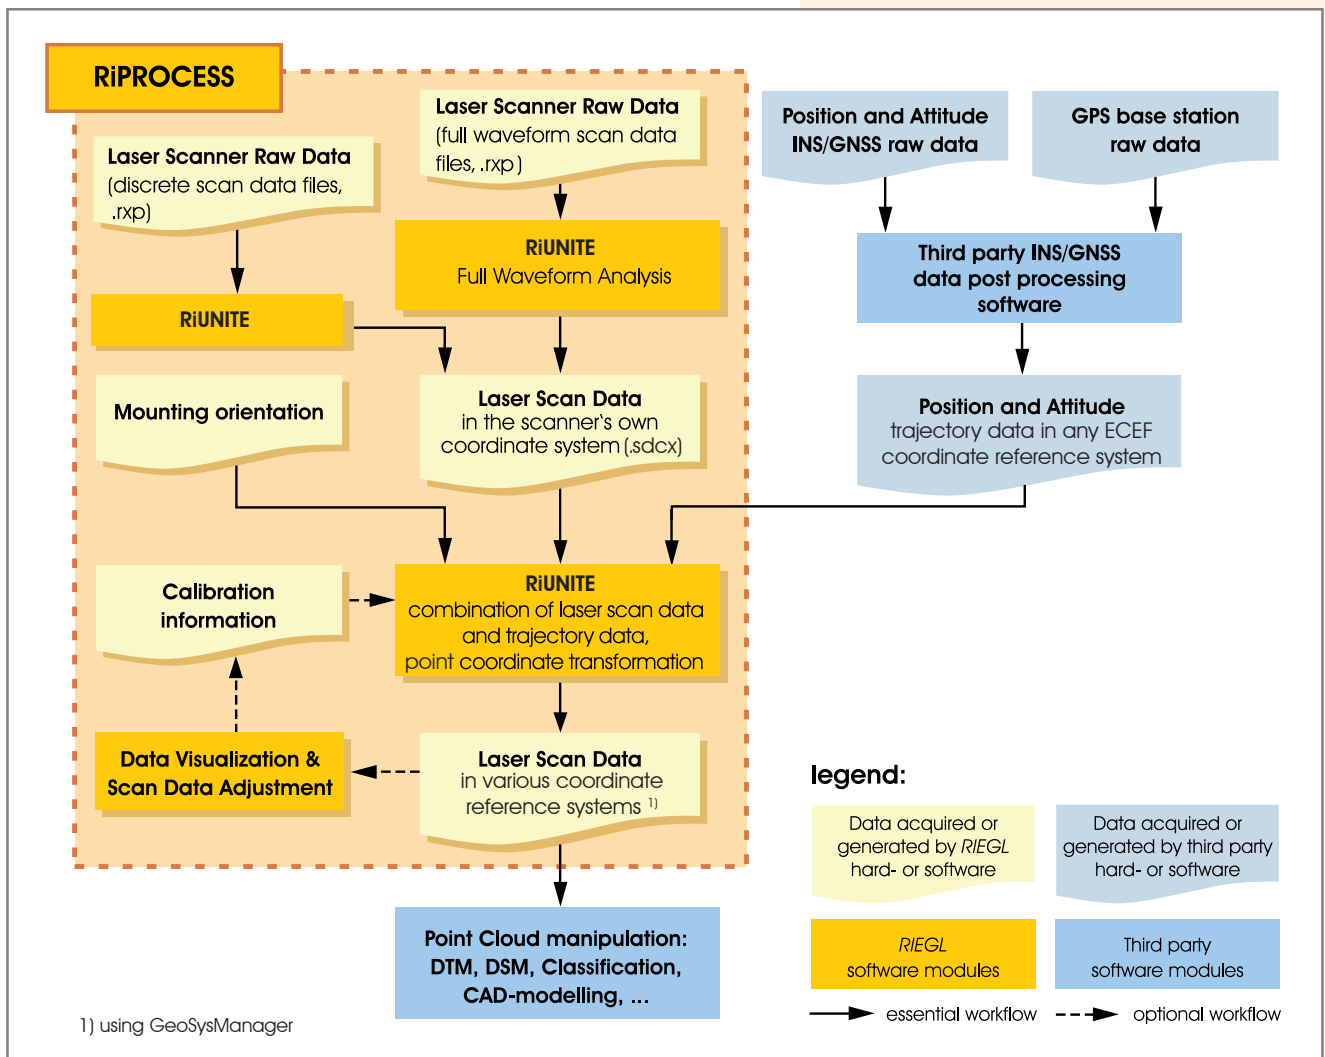 RiPROCESS
Laser Scanner Raw Data
(discrete scan data files,
.rxp)
Laser Scanner Raw Data
(full waveform scan data
files, .rxp)
Position and Attitude
INS/GNSS raw data
GPS base station
raw data
RiUNITE
RiUNITE
Full Waveform Analysis
Third party INS/GNSS
data post processing
software
Mounting orientation
Laser Scan Data
in the scanner's own
coordinate system (.sdcx)
Position and Attitude
trajectory data in any ECEF
coordinate reference system
Calibration
information
RiUNITE
combination of laser scan data
and trajectory data,
point coordinate transformation
Data Visualization &
Scan Data Adjustment
Laser Scan Data
in various coordinate
reference systems 1)
Point Cloud manipulation:
DTM, DSM, Classification,
CAD-modelling, ...
1) using GeoSysManager
legend:
Data acquired or
generated by RIEGL
hard- or software
Data acquired or
generated by third party
hard- or software
RIEGL
software modules
Third party
software modules
essential workflow
optional workflow